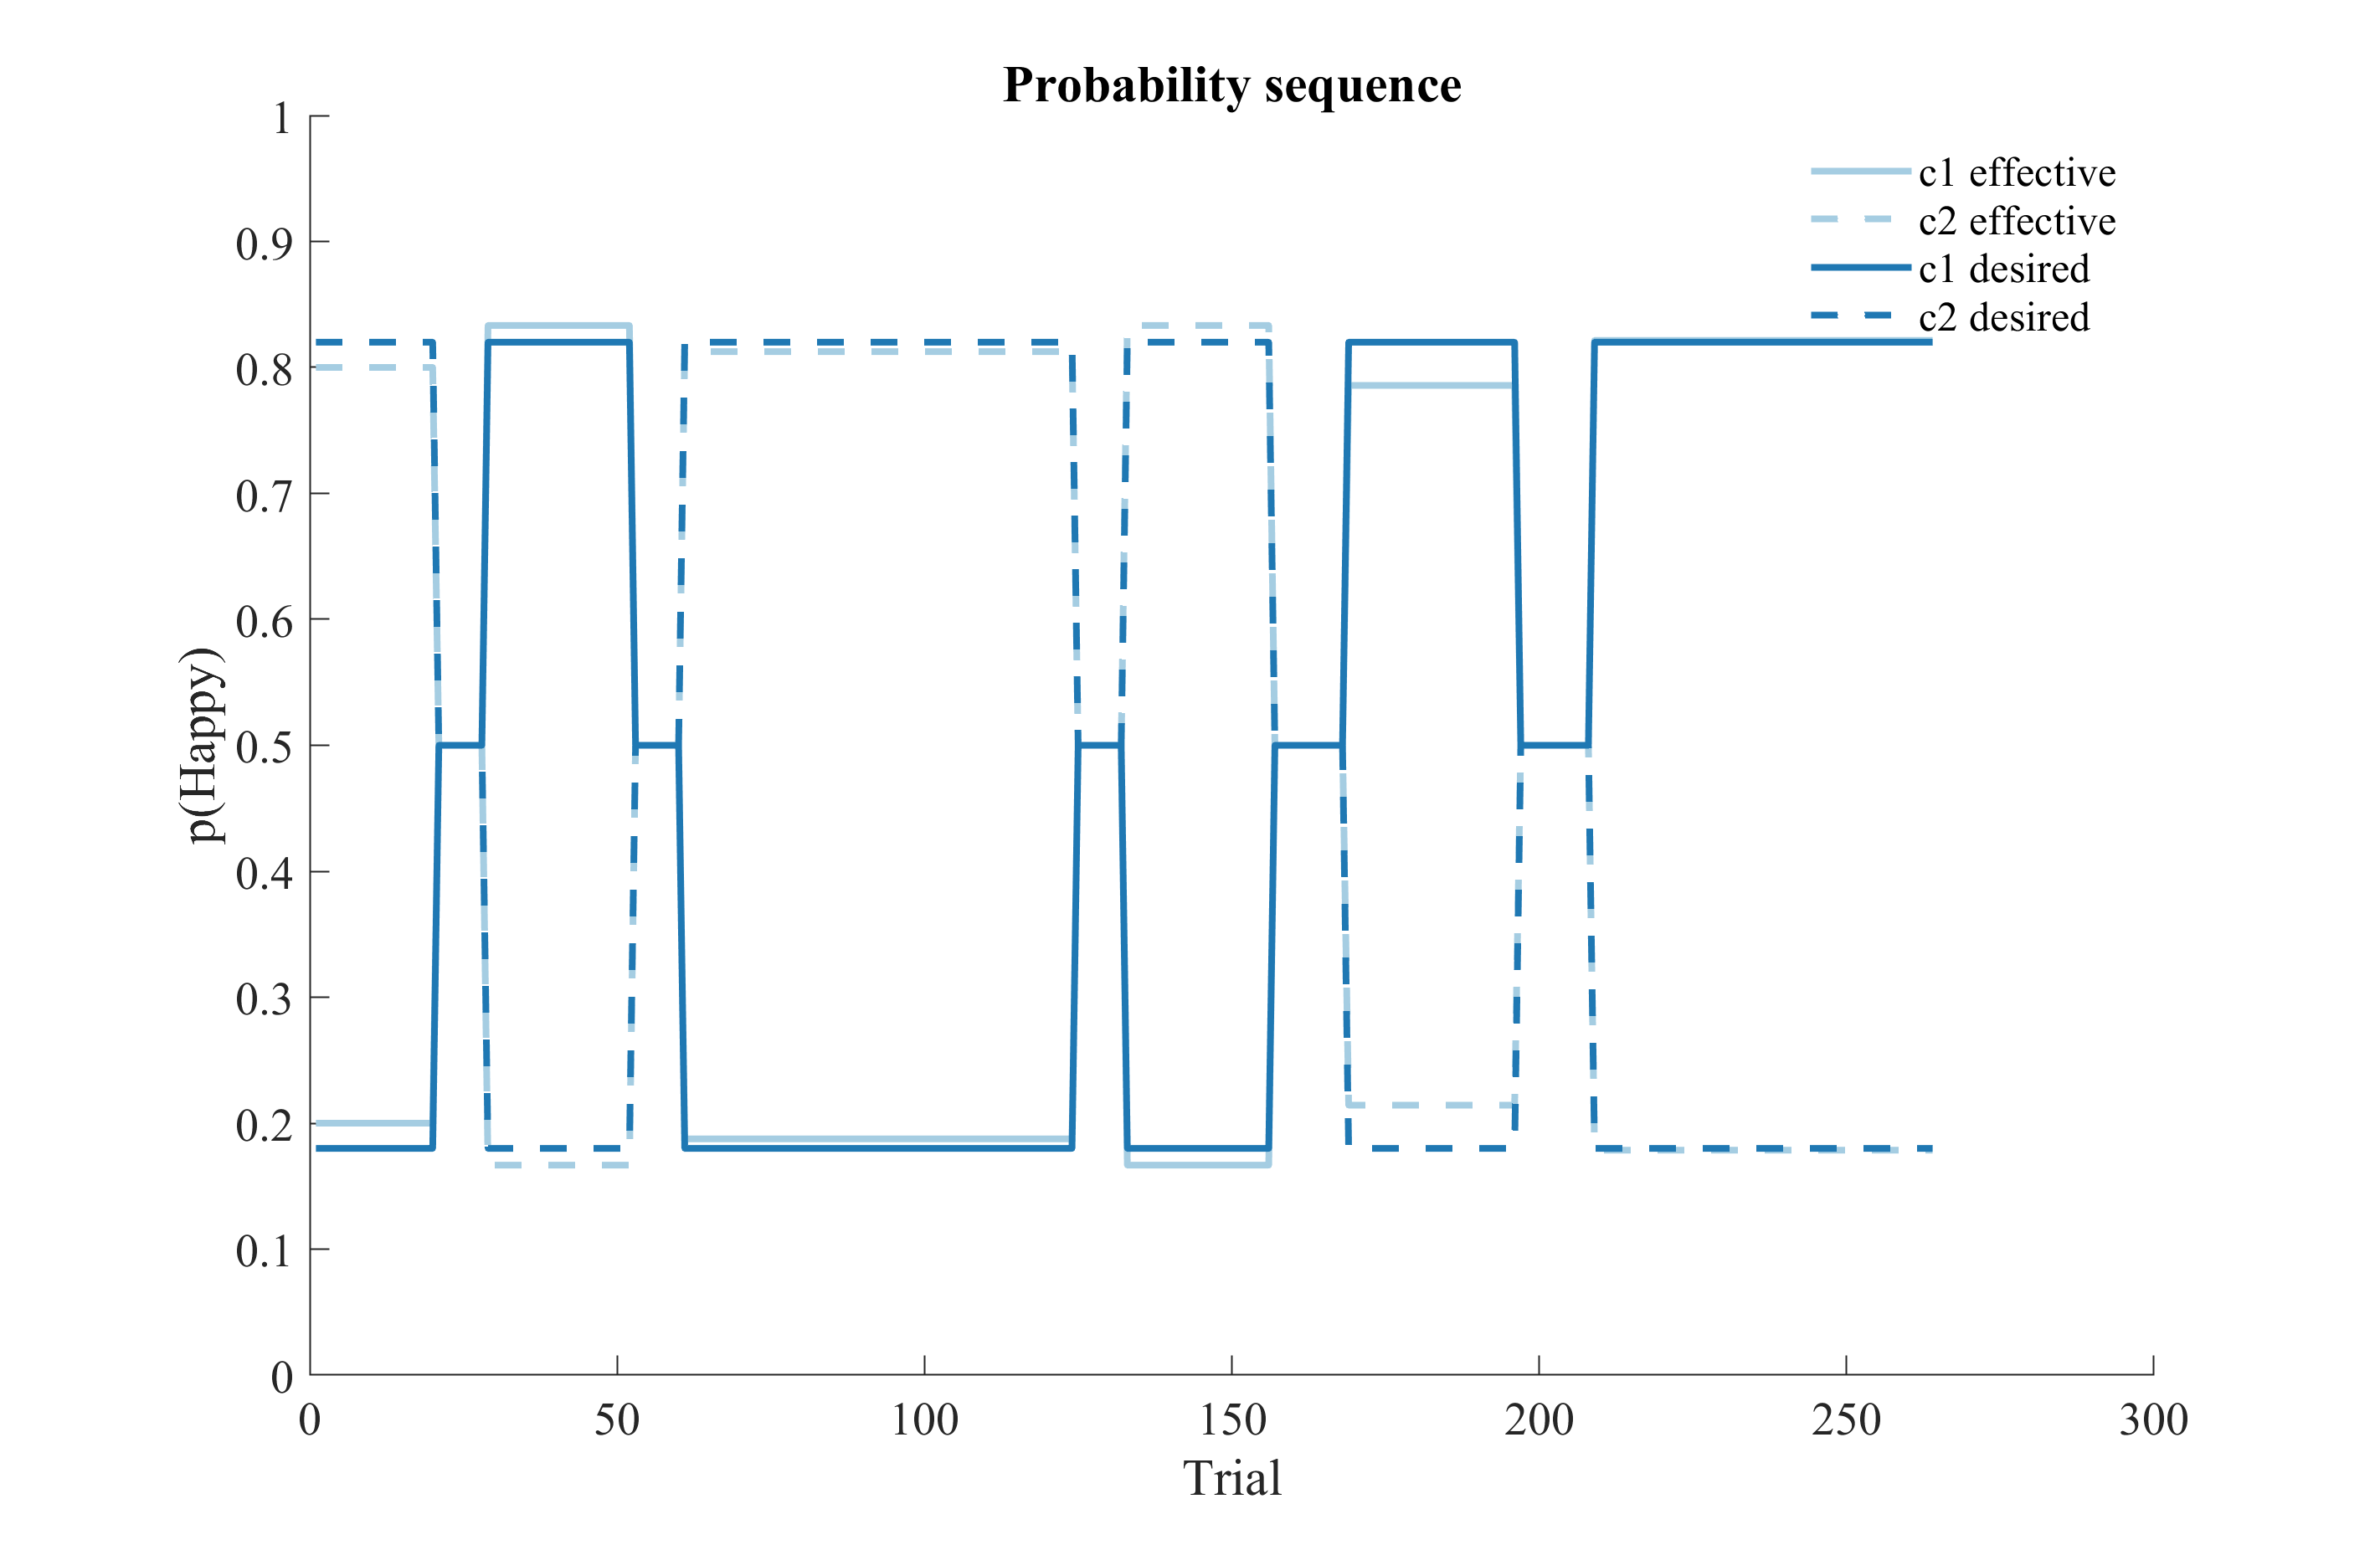 Probability sequence
c1 effective
c2 effective
c1 desired
c2 desired
1
0.9
0.8
0.7
0.6
0.5
0.4
0.3
0.2
0.1
0
p(Happy)
0 50 100 150 200 250 300
Trial